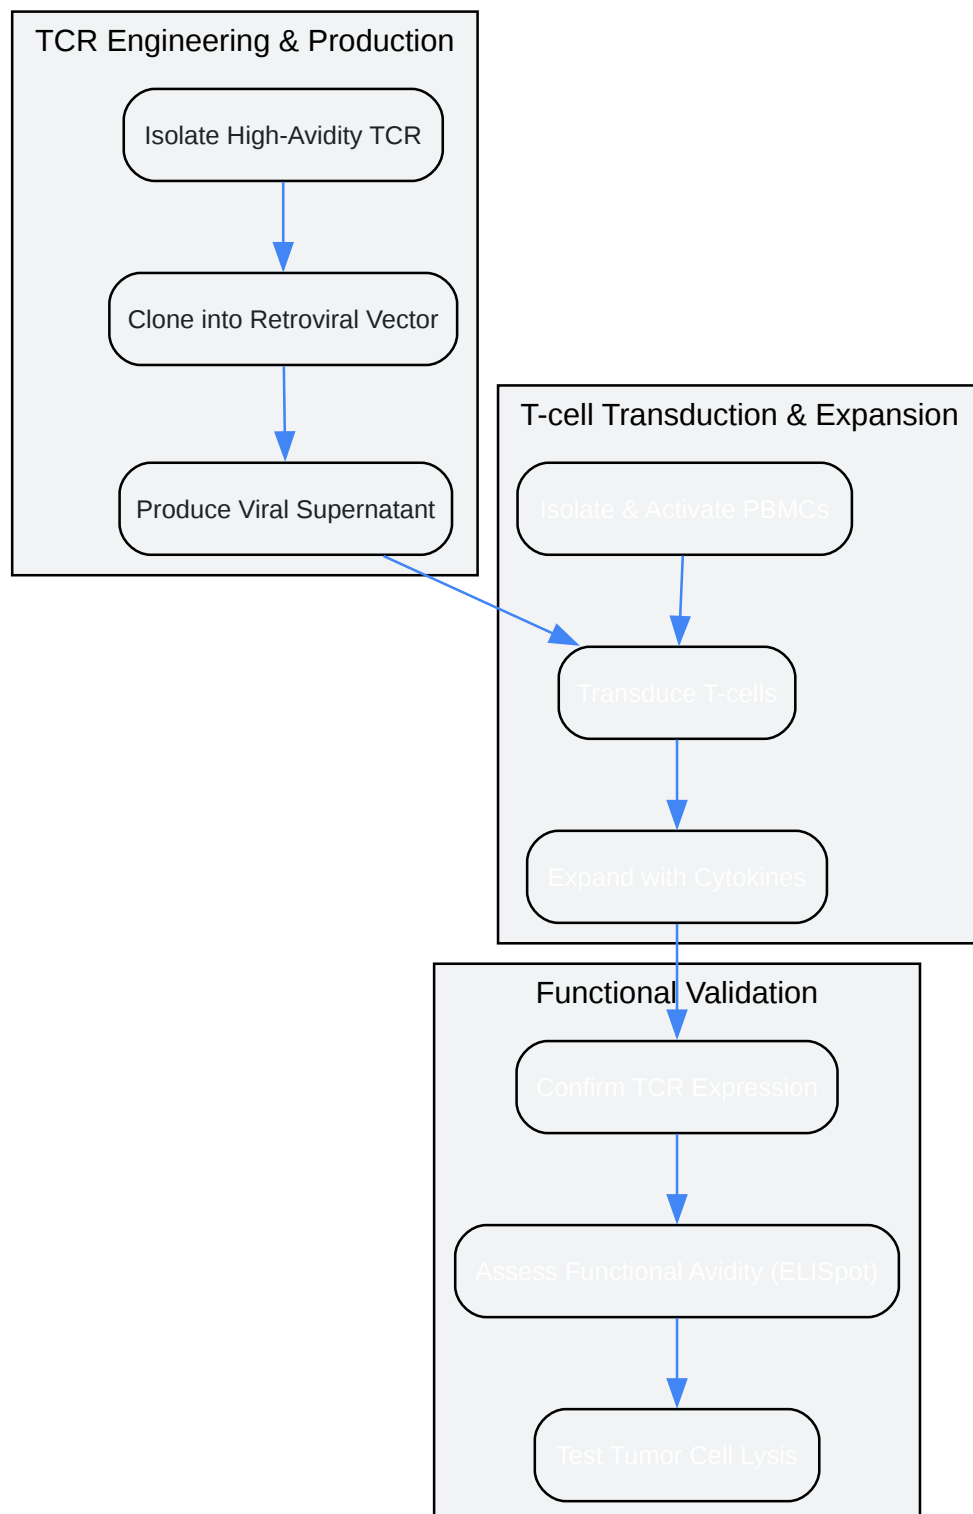 TCR Engineering & Production
Isolate High-Avidity TCR
Clone into Retroviral Vector
Produce Viral Supernatant
T-cell Transduction & Expansion
Isolate & Activate PBMCs
Transduce T-cells
Expand with Cytokines
Functional Validation
Confirm TCR Expression
Assess Functional Avidity (ELISpot)
Test Tumor Cell Lysis